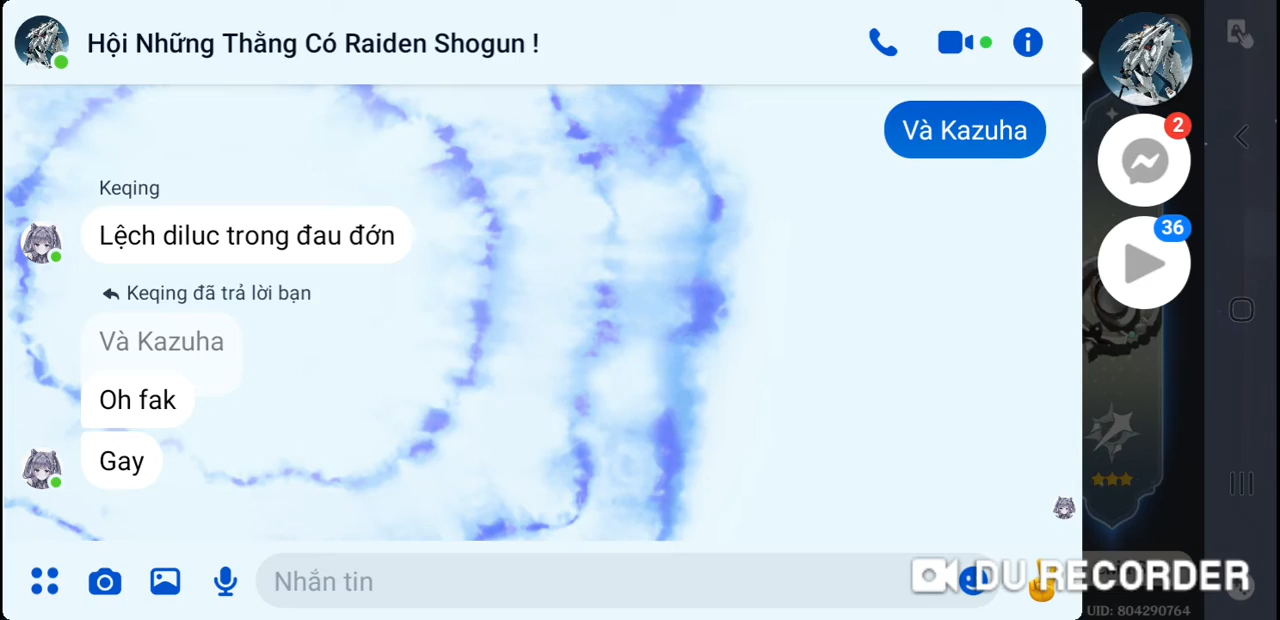 Hội Những Thằng Có Raiden Shogun !
2
36
Và Kazuha
Keqing
Lệch diluc trong đau đớn
Keqing đã trả lời bạn
Và Kazuha
Oh fak
Gay
Nhắn tin
DU RECORDER
UID: 804290764